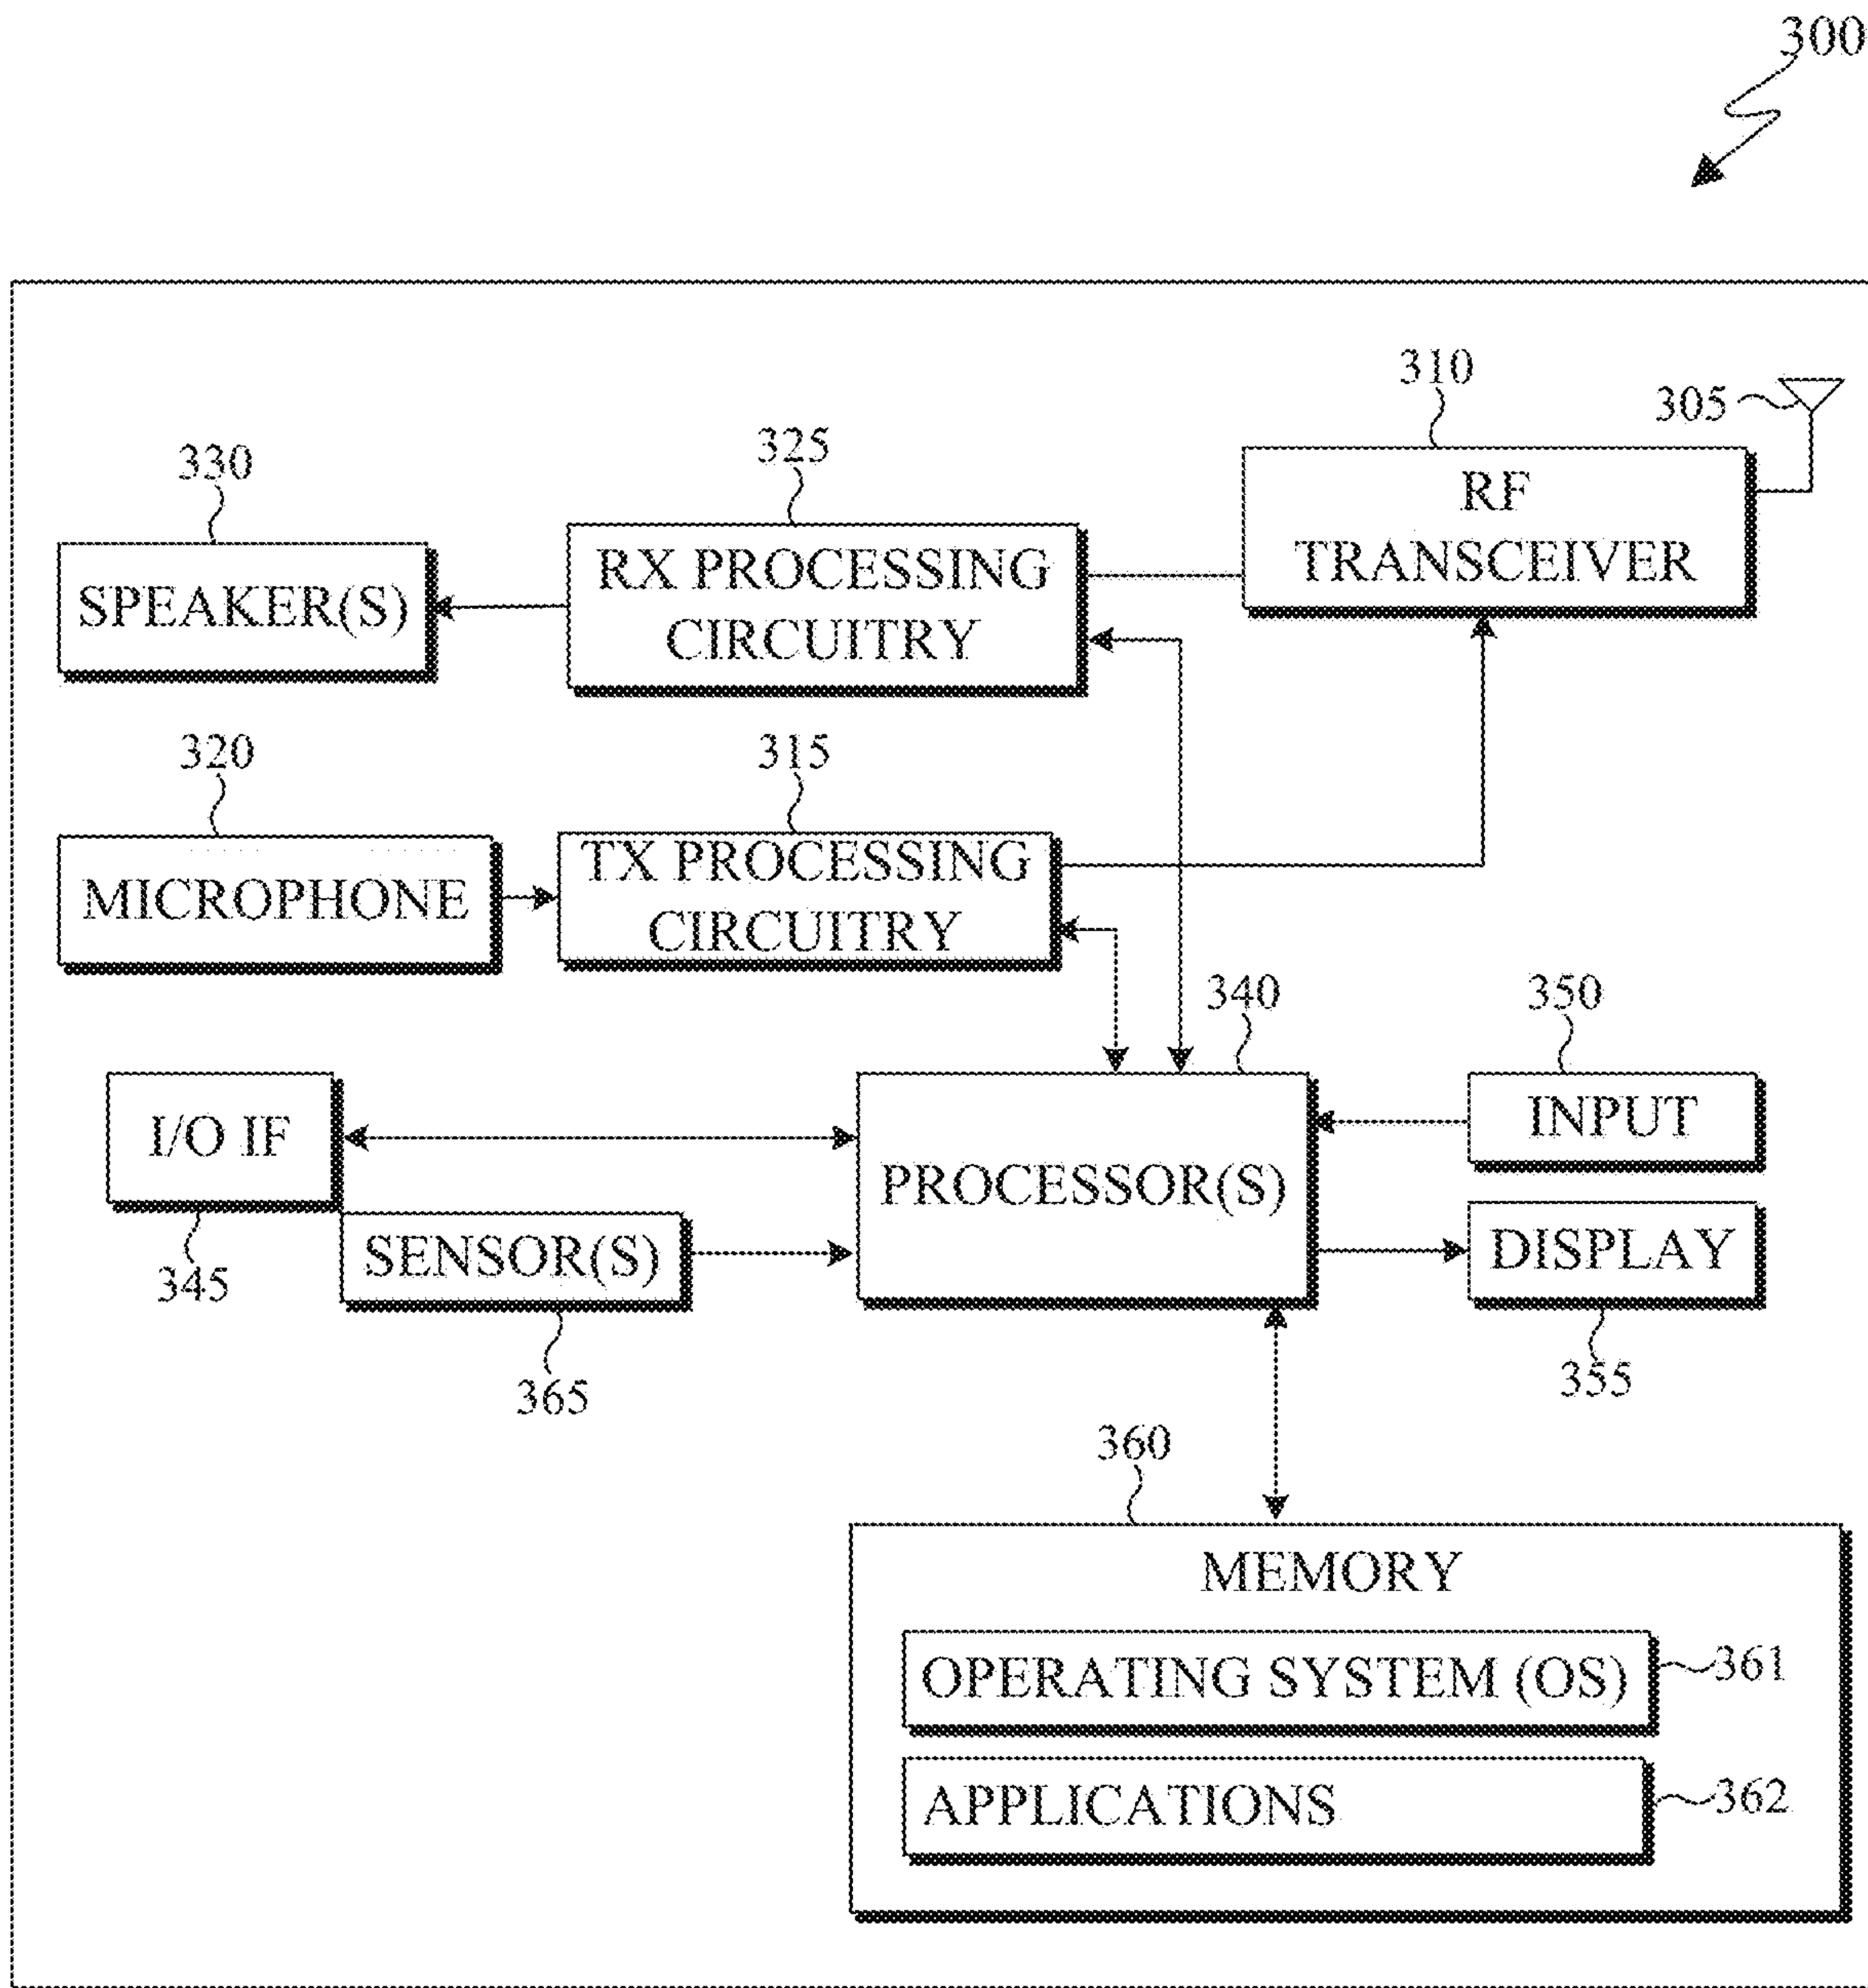 300
310
305
325
330
RF
TRANSCEIVER
RX PROCESSING
CIRCUITRY
SPEAKER(S)
320
315
MICROPHONE
TX PROCESSING
CIRCUITRY
340
350
I/O IF
INPUT
PROCESSOR(S)
SENSOR(S)
DISPLAY
345
365
355
360
MEMORY
OPERATING SYSTEM (OS)
361
APPLICATIONS
362